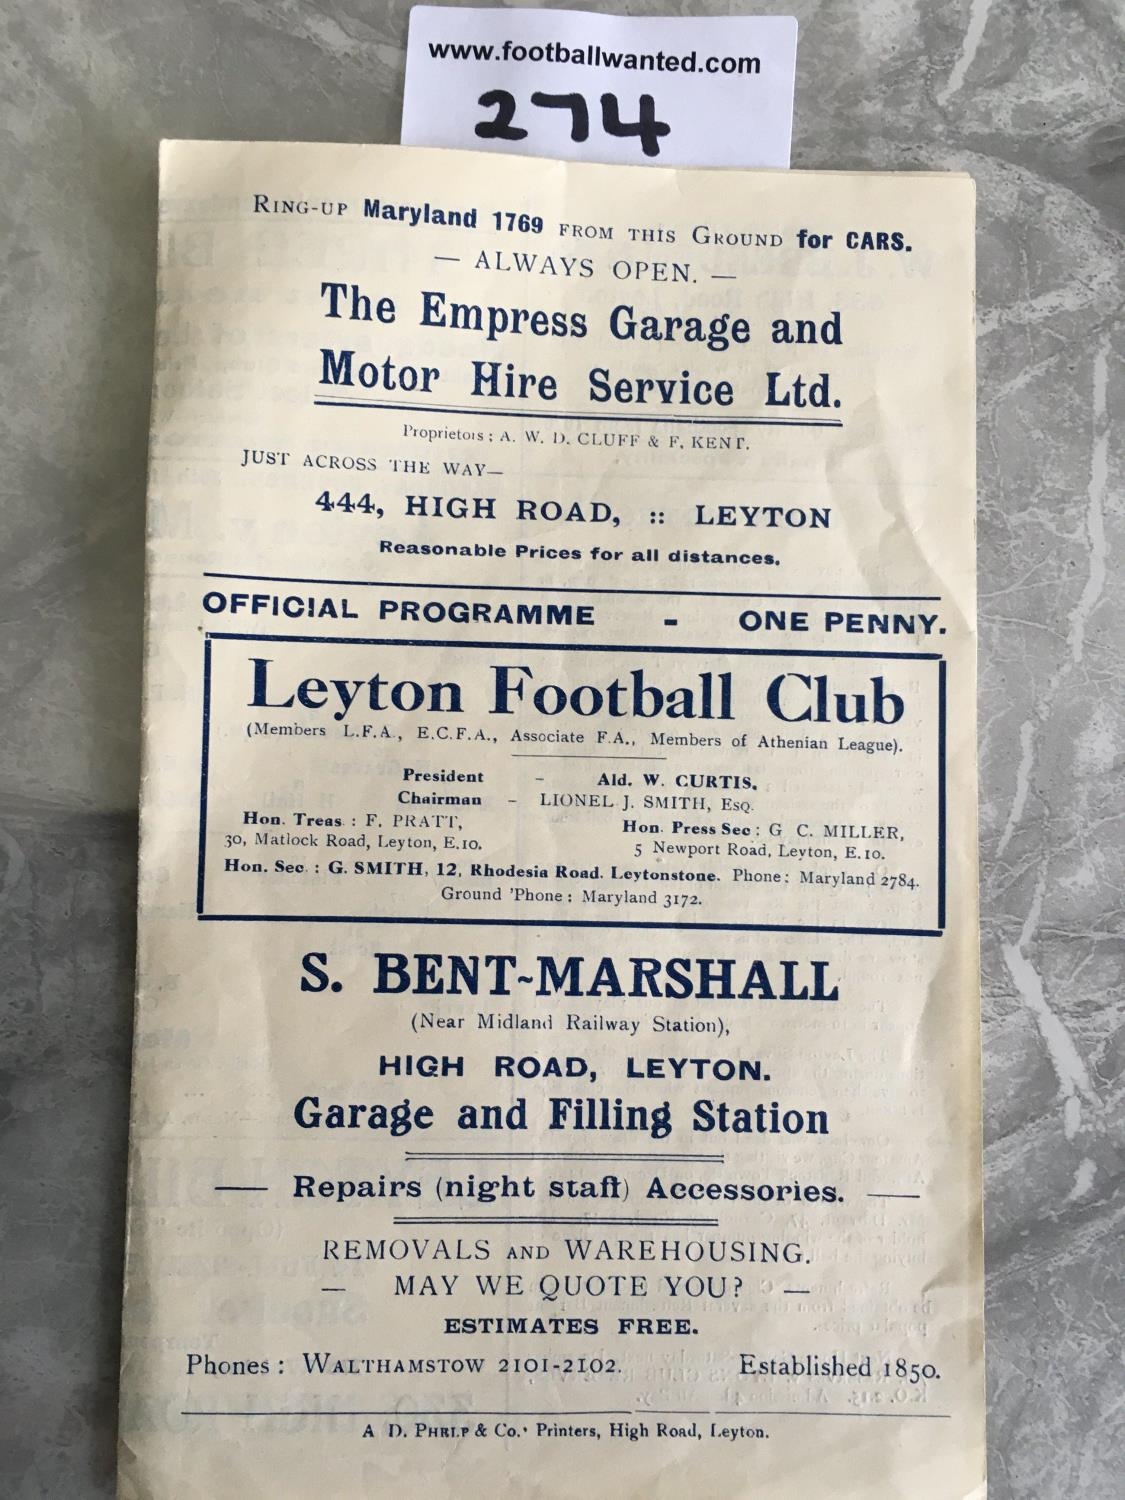 www.footballwanted.com
274
RING-UP Maryland 1769 FROM THIS GROUND for CARS.
— ALWAYS OPEN. —
The Empress Garage and
Motor Hire Service Ltd.
Proprietors: A. W. D. CLUFF & F. KENT.
JUST ACROSS THE WAY—
444, HIGH ROAD, :: LEYTON
Reasonable Prices for all distances.
OFFICIAL PROGRAMME - ONE PENNY.
Leyton Football Club
(Members L.F.A., E.C.F.A., Associate F.A., Members of Athenian League).
President - Ald. W. CURTIS.
Chairman - LIONEL J. SMITH, ESQ.
Hon. Treas.: F. PRATT,
30, Matlock Road, Leyton, E.10.
Hon. Press Sec: G C. MILLER,
5 Newport Road, Leyton, E.10.
Hon. Sec.: G. SMITH, 12, Rhodesia Road. Leytonstone. Phone: Maryland 2784.
Ground 'Phone: Maryland 3172.
S. BENT-MARSHALL
(Near Midland Railway Station),
HIGH ROAD, LEYTON.
Garage and Filling Station
— Repairs (night staff) Accessories. —
REMOVALS AND WAREHOUSING.
— MAY WE QUOTE YOU? —
ESTIMATES FREE.
Phones: WALTHAMSTOW 2101-2102. Established 1850.
A D. & Co., Printers, High Road, Leyton.